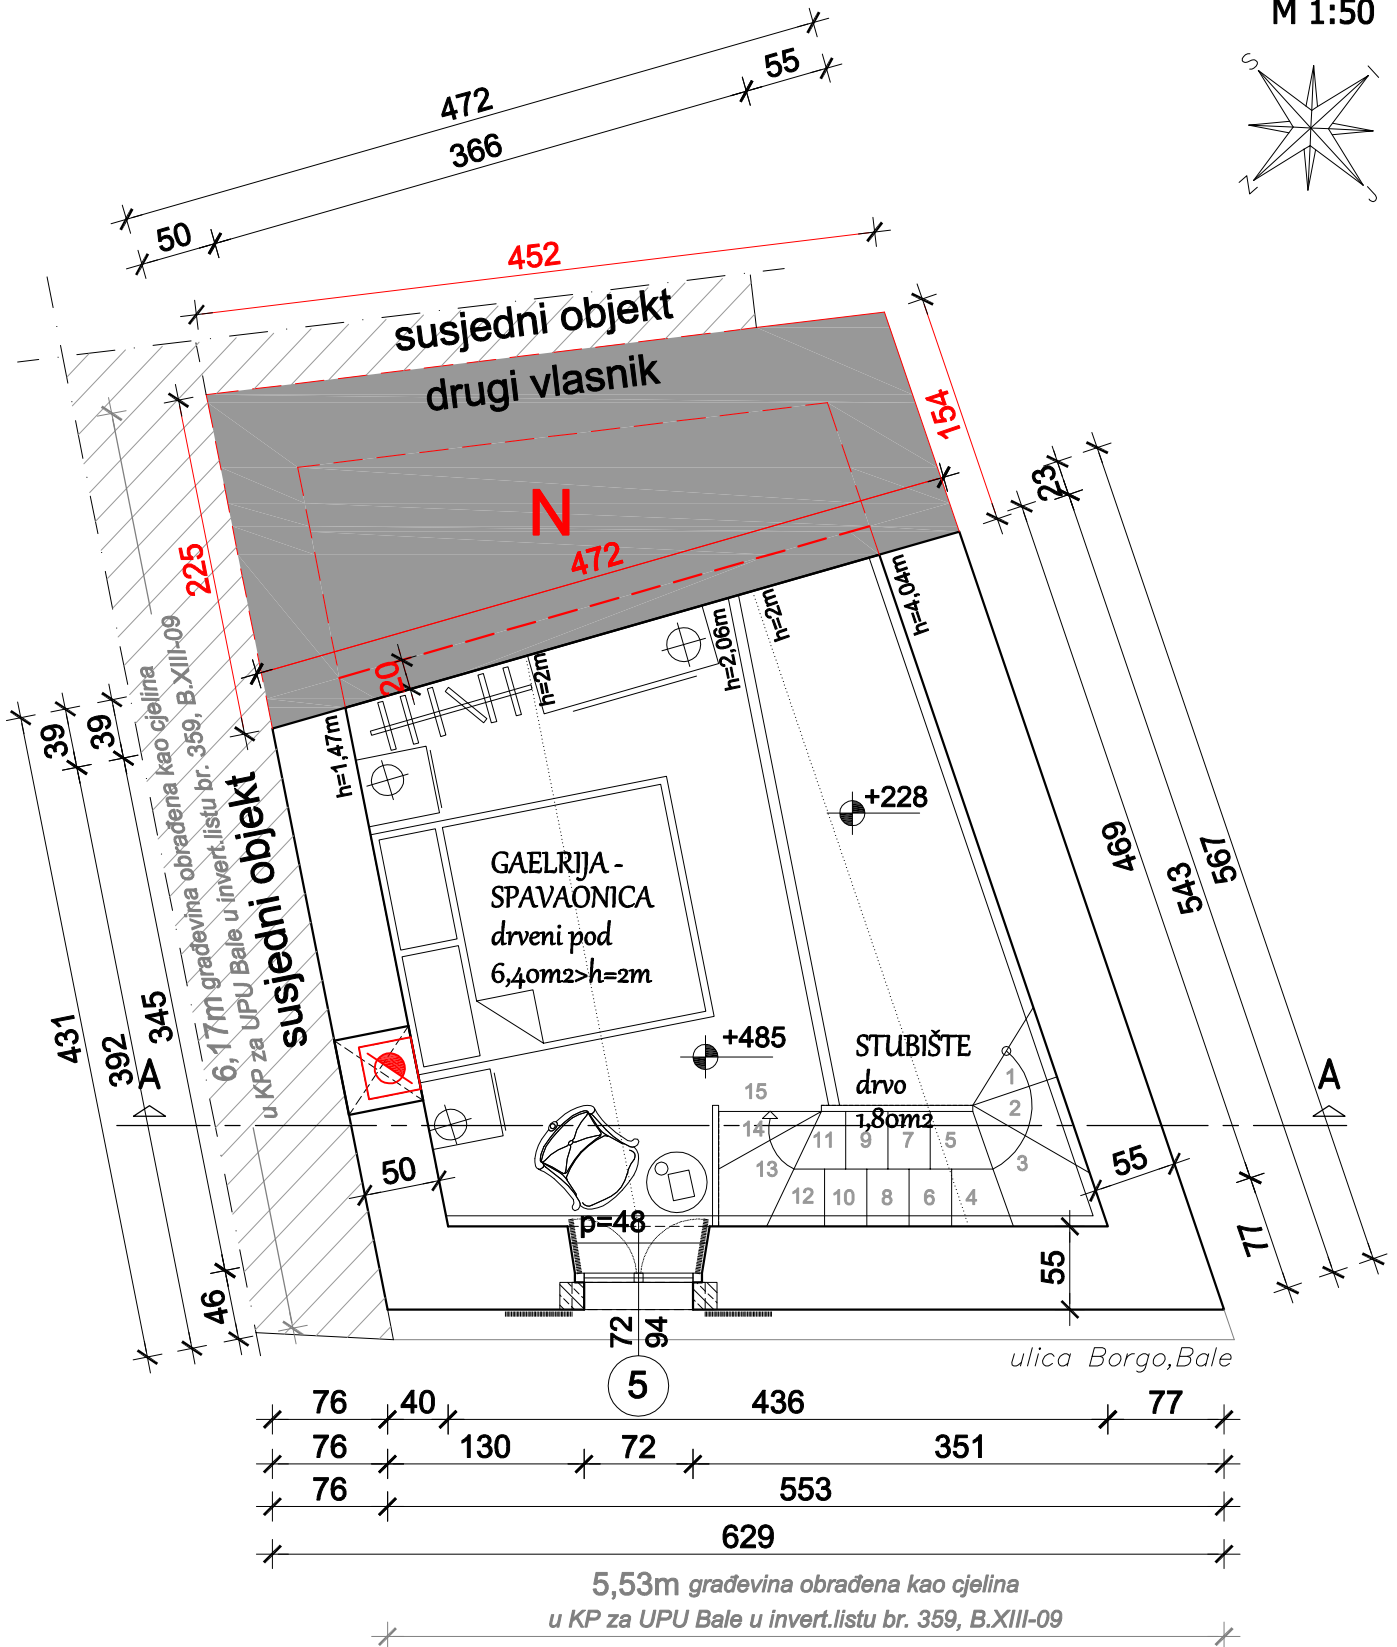 M 1:50
S
I
Z
J
472
55
366
50
452
susjedni objekt
drugi vlasnik
154
N
472
225
20
23
h=1,47m
h=2m
h=2,06m
h=2m
h=4,04m
39
39
+228
469
543
567
GAELRIJA -
SPAVAONICA
drveni pod
6,40m2>h=2m
susjedni objekt
6,17m građevina obrađena kao cjelina
u KP za UPU Bale u invert.listu br. 359, B.XIII-09
431
392
345
46
+485
STUBIŠTE
drvo
1,80m2
A
A
15
14
13
12
11
10
9
8
7
6
5
4
3
2
1
50
55
p=48
55
77
72
94
5
ulica Borgo,Bale
76 40 436 77
76 130 72 351
76 553
629
5,53m građevina obrađena kao cjelina
u KP za UPU Bale u invert.listu br. 359, B.XIII-09